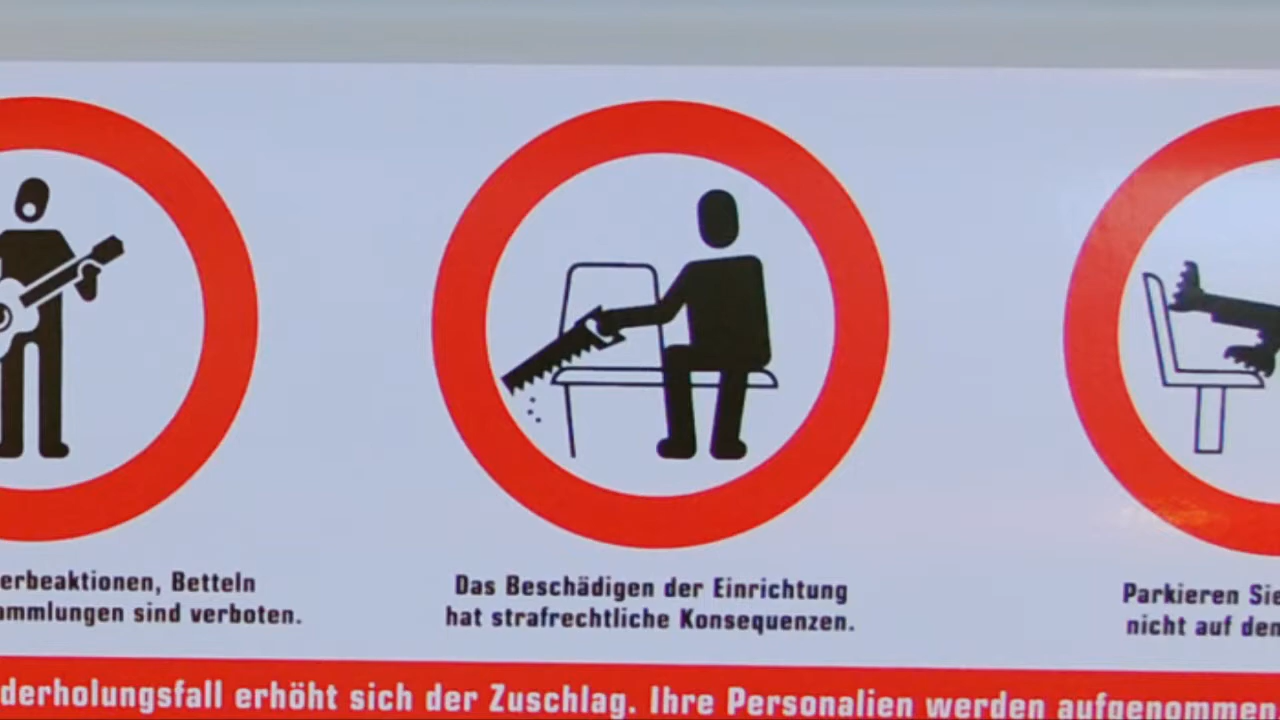 erbeaktionen, Betteln
ommlungen sind verboten.
Das Beschädigen der Einrichtung
hat strafrechtliche Konsequenzen.
Parkieren Sie
nicht auf den
derholungsfall erhöht sich der Zuschlag. Ihre Personalien werden aufgenommen